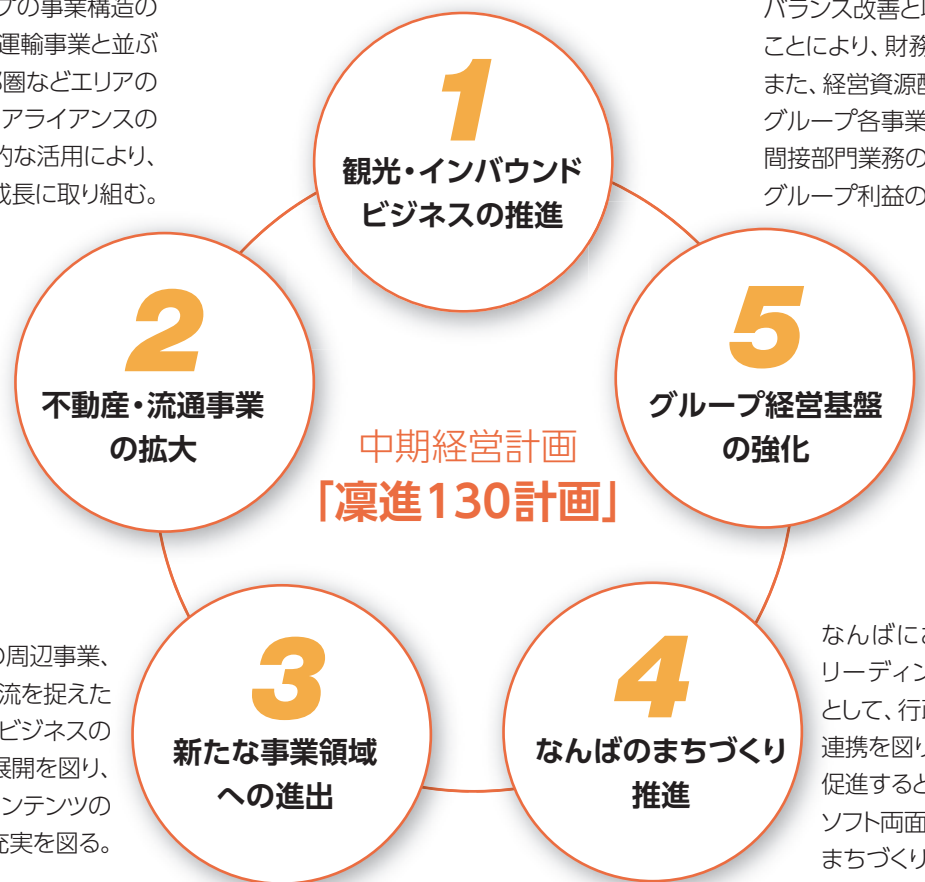 プの事業構造の
運輸事業と並ぶ
圏などエリアの
アライアンスの
的な活用により、
成長に取り組む。
1
観光・インバウンド
ビジネスの推進
バランス改善と
ことにより、財務
また、経営資源配
グループ各事業
間接部門業務の
グループ利益の
2
不動産・流通事業
の拡大
5
グループ経営基盤
の強化
中期経営計画
「凜進130計画」
の周辺事業、
流を捉えた
ビジネスの
展開を図り、
ンテンツの
充実を図る。
3
新たな事業領域
への進出
4
なんばのまちづくり
推進
なんばにお
リーディン
として、行政
連携を図り
促進すると
ソフト両面
まちづくり